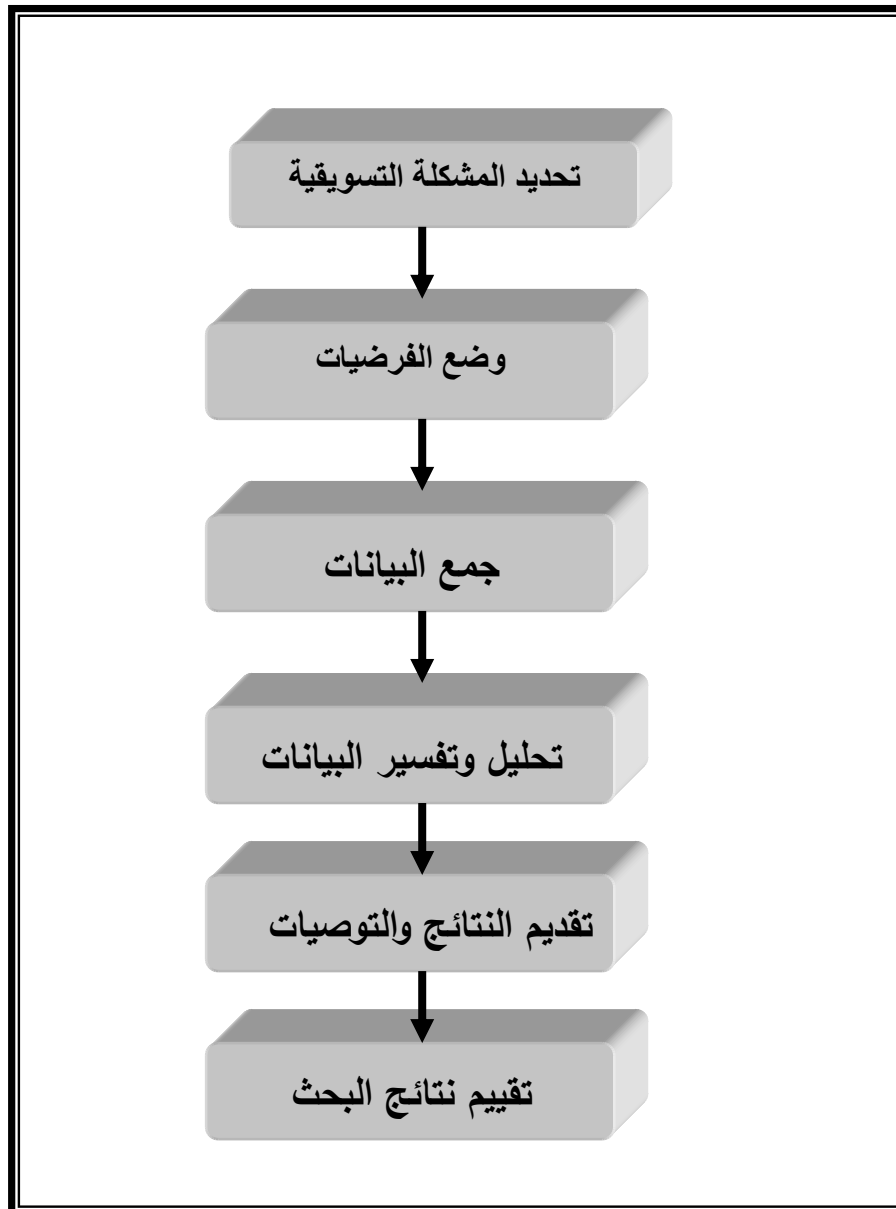 تحديد المشكلة التسويقية
وضع الفرضيات
جمع البيانات
تحليل وتفسير البيانات
تقديم النتائج والتوصيات
تقييم نتائج البحث